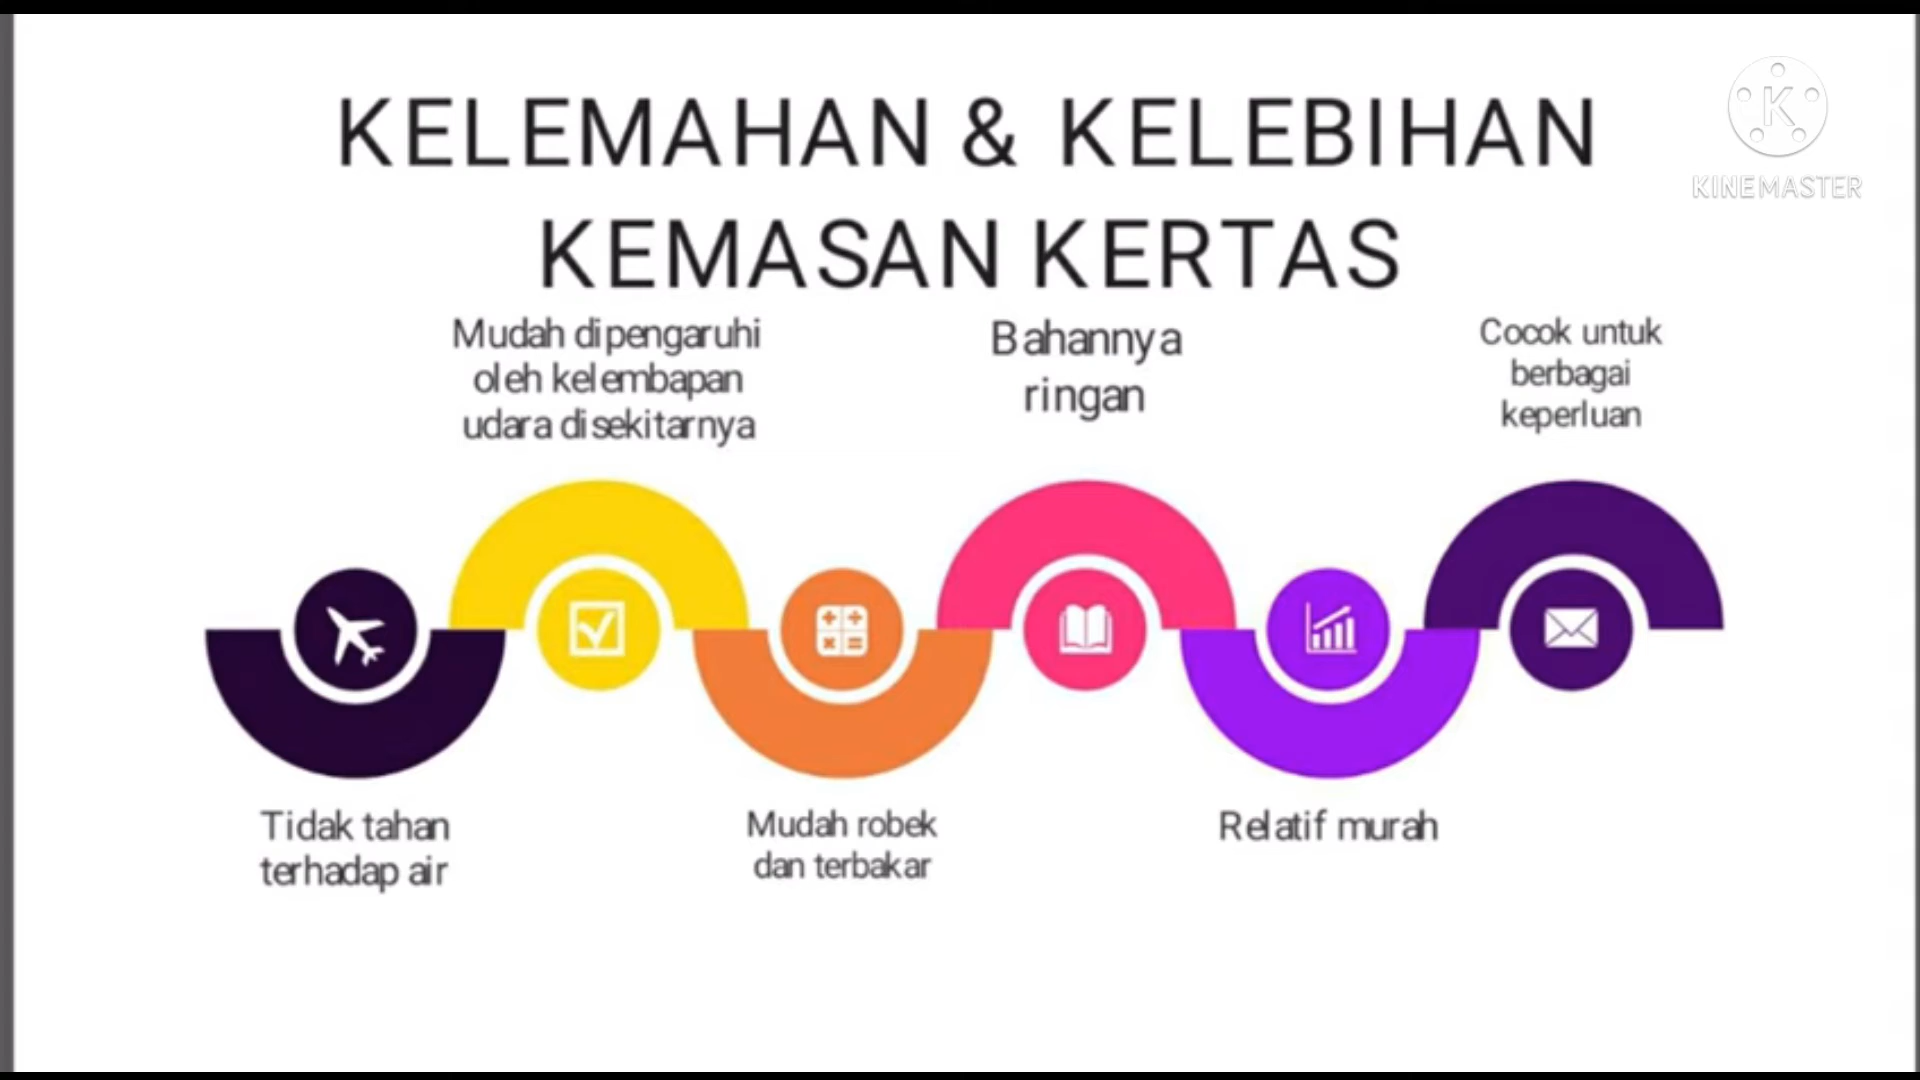 KELEMAHAN & KELEBIHAN
KEMASAN KERTAS
KINEMASTER
Mudah dipengaruhi
oleh kelembapan
udara disekitarnya
Bahannya
ringan
Cocok untuk
berbagai
keperluan
Tidak tahan
terhadap air
Mudah robek
dan terbakar
Relatif murah